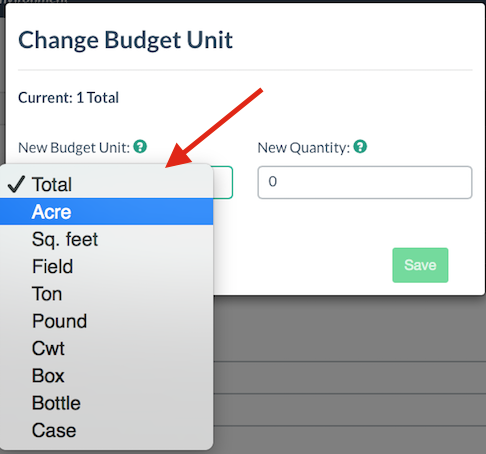 Change Budget Unit
Current: 1 Total
New Budget Unit: ?
New Quantity: ?
✓ Total
0
Acre
Sq. feet
Field
Save
Ton
Pound
Cwt
Box
Bottle
Case